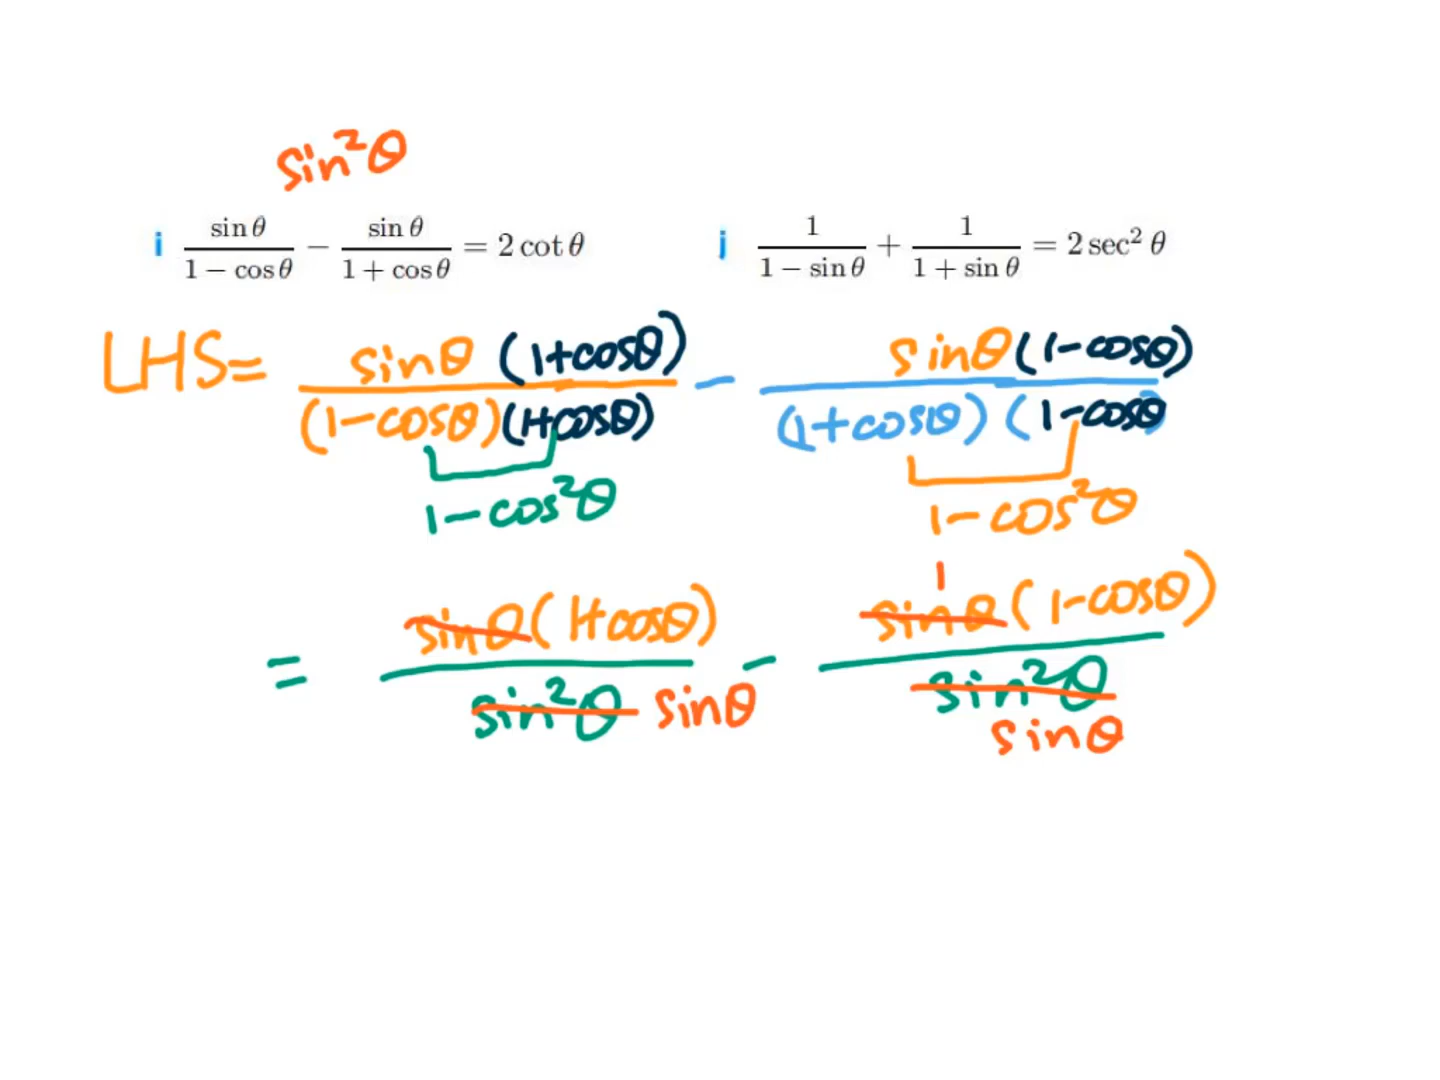 sin²θ
i sin θ / (1 − cos θ) − sin θ / (1 + cos θ) = 2 cot θ
j 1 / (1 − sin θ) + 1 / (1 + sin θ) = 2 sec² θ
LHS = sinθ (1+cosθ) / (1−cosθ)(1+cosθ) − sinθ (1−cosθ) / (1+cosθ)(1−cosθ)
1−cos²θ 1−cos²θ
1
= sinθ(1+cosθ) / sin²θ sinθ − sinθ(1−cosθ) / sin²θ
sinθ